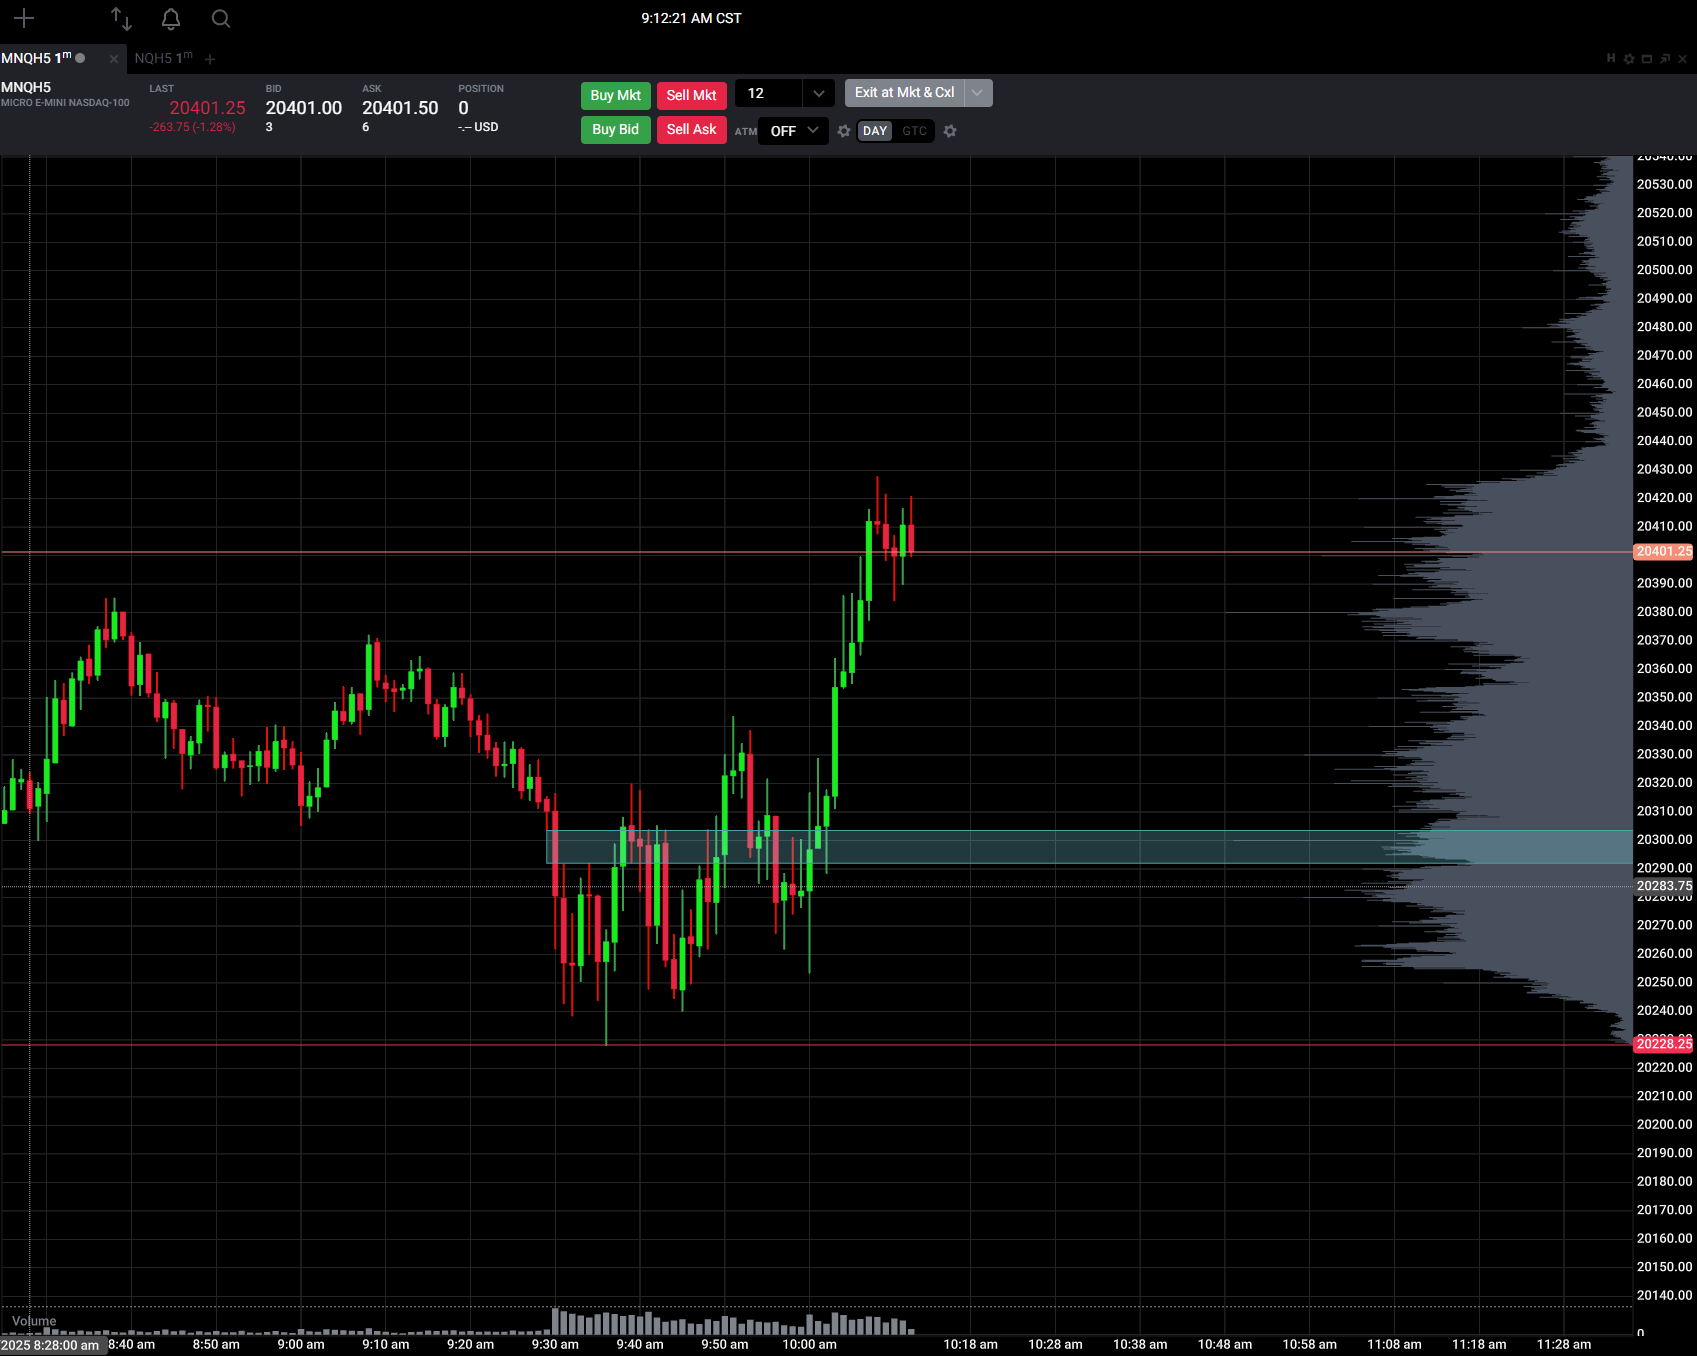 9:12:21 AM CST
MNQH5 1m
NQH5 1m
H
MNQH5
MICRO E-MINI NASDAQ-100
LAST
20401.25
-263.75 (-1.28%)
BID
20401.00
3
ASK
20401.50
6
POSITION
0
-.-- USD
Buy Mkt
Sell Mkt
12
Exit at Mkt & Cxl
Buy Bid
Sell Ask
ATM
OFF
DAY
GTC
20540.00
20530.00
20520.00
20510.00
20500.00
20490.00
20480.00
20470.00
20460.00
20450.00
20440.00
20430.00
20420.00
20410.00
20401.25
20390.00
20380.00
20370.00
20360.00
20350.00
20340.00
20330.00
20320.00
20310.00
20300.00
20290.00
20283.75
20280.00
20270.00
20260.00
20250.00
20240.00
20230.00
20228.25
20220.00
20210.00
20200.00
20190.00
20180.00
20170.00
20160.00
20150.00
20140.00
Volume
0
2025 8:28:00 am
8:40 am
8:50 am
9:00 am
9:10 am
9:20 am
9:30 am
9:40 am
9:50 am
10:00 am
10:18 am
10:28 am
10:38 am
10:48 am
10:58 am
11:08 am
11:18 am
11:28 am